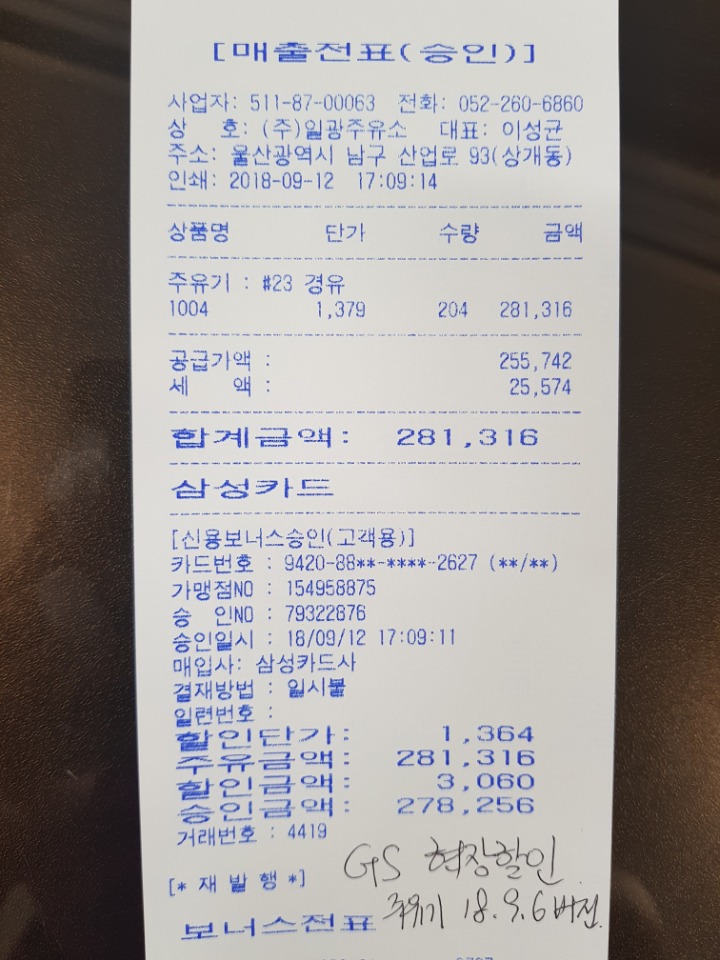 [매출전표(승인)]
사업자: 511-87-00063 전화: 052-260-6860
상 호: (주)일광주유소 대표: 이성균
주소: 울산광역시 남구 산업로 93(상개동)
인쇄: 2018-09-12 17:09:14
상품명 단가 수량 금액
주유기 : #23 경유
1004 1,379 204 281,316
공급가액 : 255,742
세 액 : 25,574
합계금액: 281,316
삼성카드
[신용보너스승인(고객용)]
카드번호 : 9420-88**-****-2627 (**/**)
가맹점NO : 154958875
승 인NO : 79322876
승인일시 : 18/09/12 17:09:11
매입사: 삼성카드사
결재방법 : 일시불
일련번호 :
할인단가: 1,364
주유금액: 281,316
할인금액: 3,060
승인금액: 278,256
거래번호 : 4419
GS 현장할인
[* 재 발 행 *]
주유기 18.9.6 버전
보너스전표